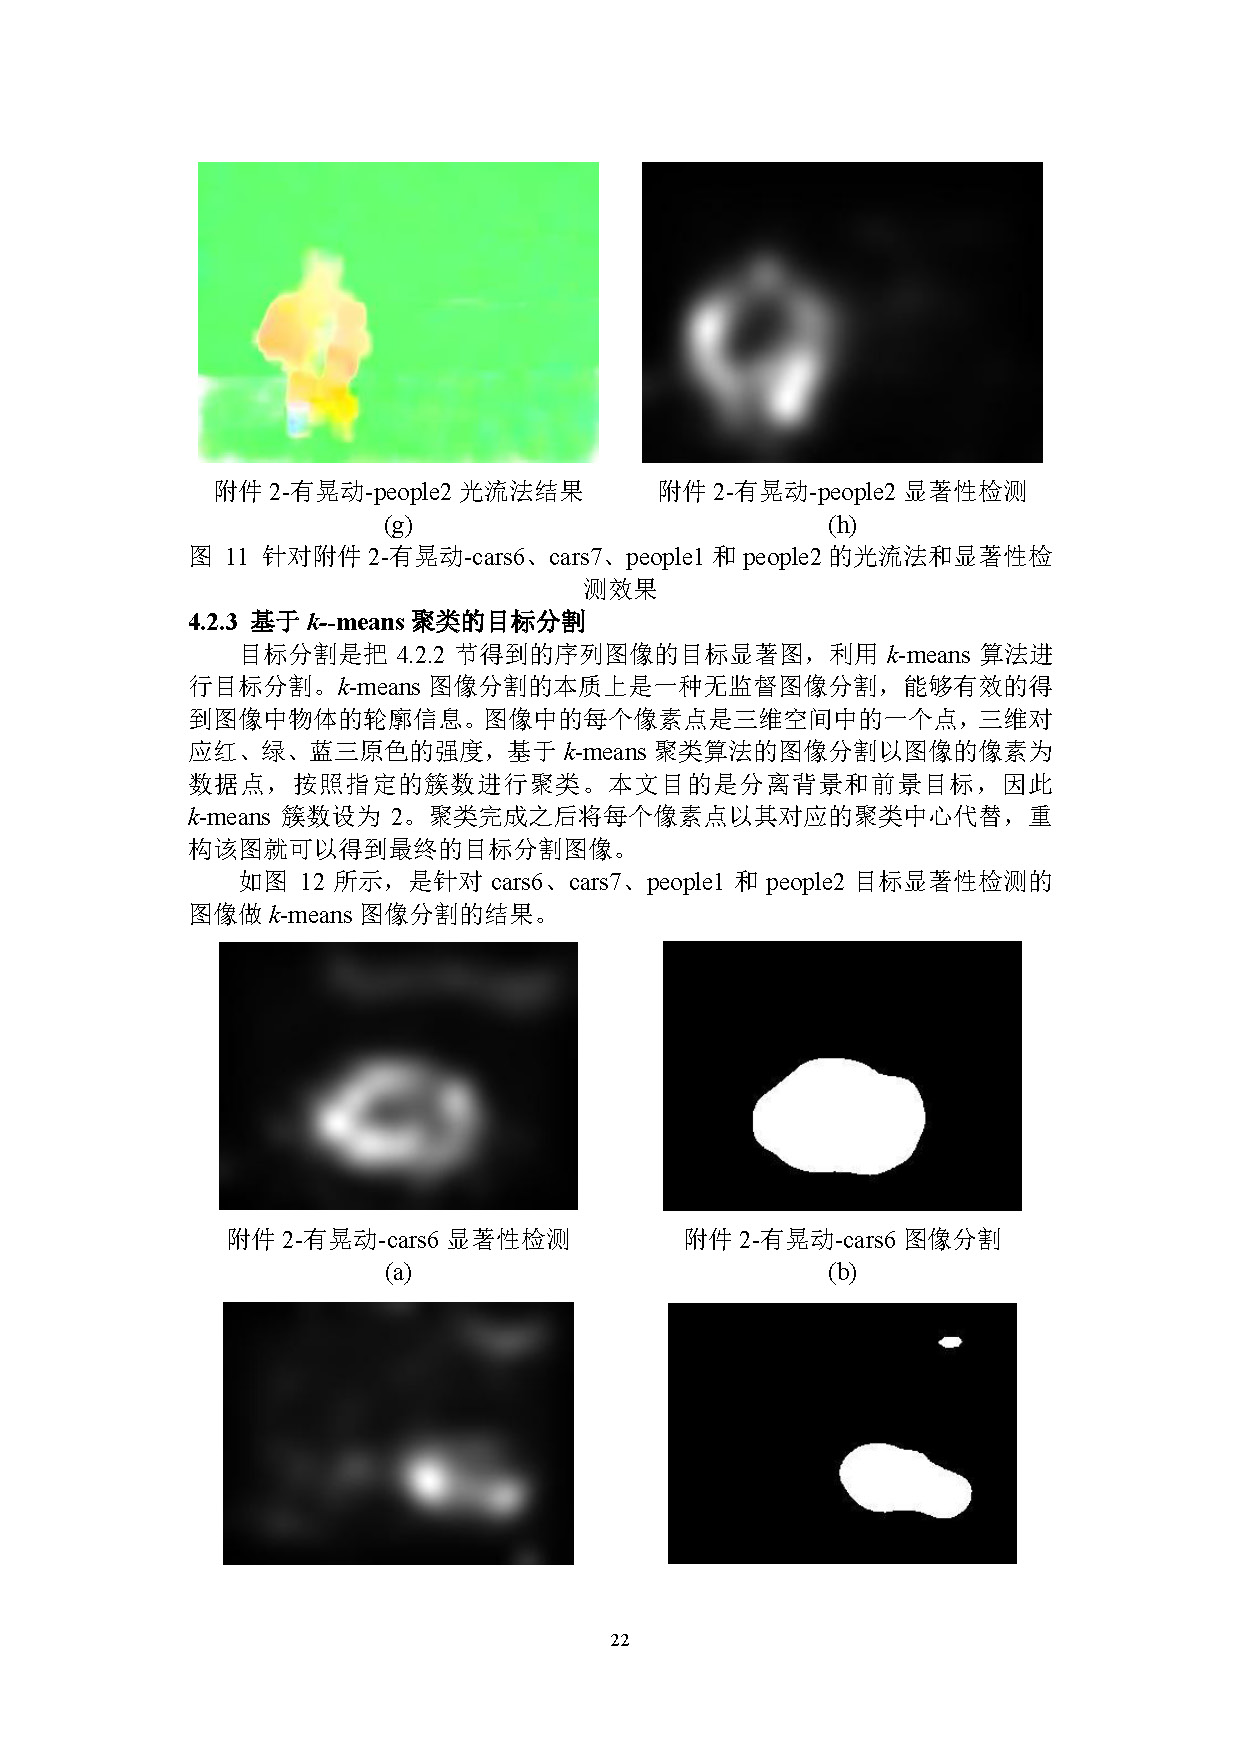 附件 2-有晃动-people2 光流法结果
附件 2-有晃动-people2 显著性检测
(g)
(h)
图 11 针对附件 2-有晃动-cars6、cars7、people1 和 people2 的光流法和显著性检
测效果
4.2.3 基于 k--means 聚类的目标分割
目标分割是把 4.2.2 节得到的序列图像的目标显著图，利用 k-means 算法进
行目标分割。k-means 图像分割的本质上是一种无监督图像分割，能够有效的得
到图像中物体的轮廓信息。图像中的每个像素点是三维空间中的一个点，三维对
应红、绿、蓝三原色的强度，基于 k-means 聚类算法的图像分割以图像的像素为
数据点，按照指定的簇数进行聚类。本文目的是分离背景和前景目标，因此
k-means 簇数设为 2。聚类完成之后将每个像素点以其对应的聚类中心代替，重
构该图就可以得到最终的目标分割图像。
如图 12 所示，是针对 cars6、cars7、people1 和 people2 目标显著性检测的
图像做 k-means 图像分割的结果。
附件 2-有晃动-cars6 显著性检测
附件 2-有晃动-cars6 图像分割
(a)
(b)
22